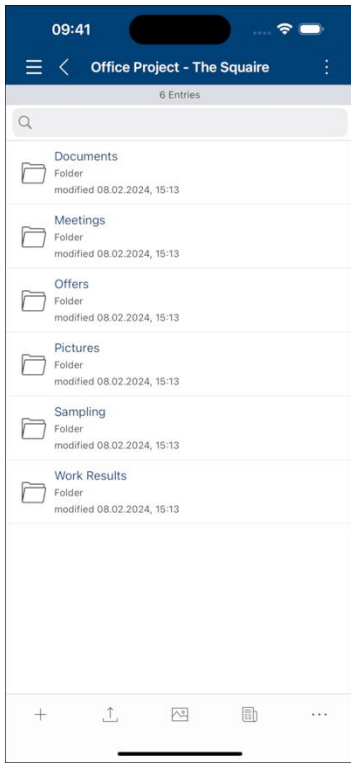 09:41
Office Project - The Squaire
6 Entries
Documents
Folder
modified 08.02.2024, 15:13
Meetings
Folder
modified 08.02.2024, 15:13
Offers
Folder
modified 08.02.2024, 15:13
Pictures
Folder
modified 08.02.2024, 15:13
Sampling
Folder
modified 08.02.2024, 15:13
Work Results
Folder
modified 08.02.2024, 15:13